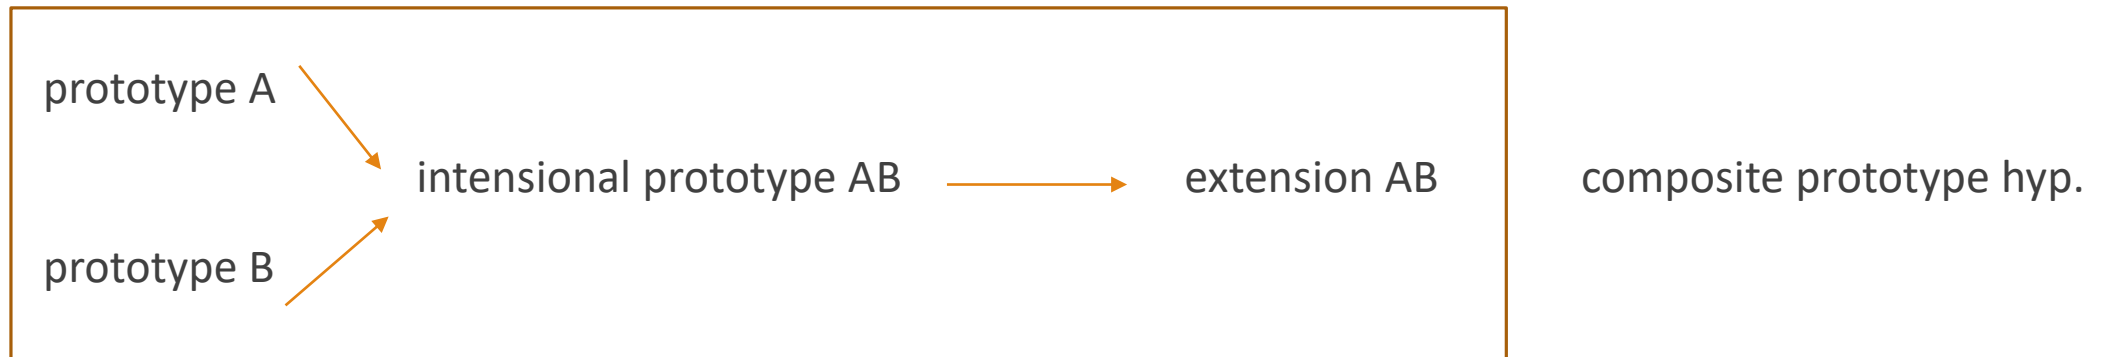 prototype A
intensional prototype AB
extension AB
composite prototype hyp.
prototype B